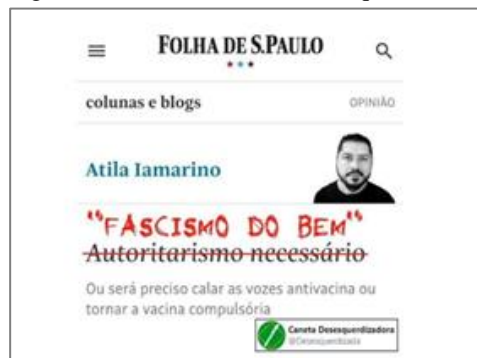 FOLHA DE S.PAULO
colunas e blogs OPINIÃO
Atila Iamarino
"FASCISMO DO BEM"
Autoritarismo necessário
Ou será preciso calar as vozes antivacina ou
tornar a vacina compulsória
Caneta Desesquerdizadora
@Desesquerdizada